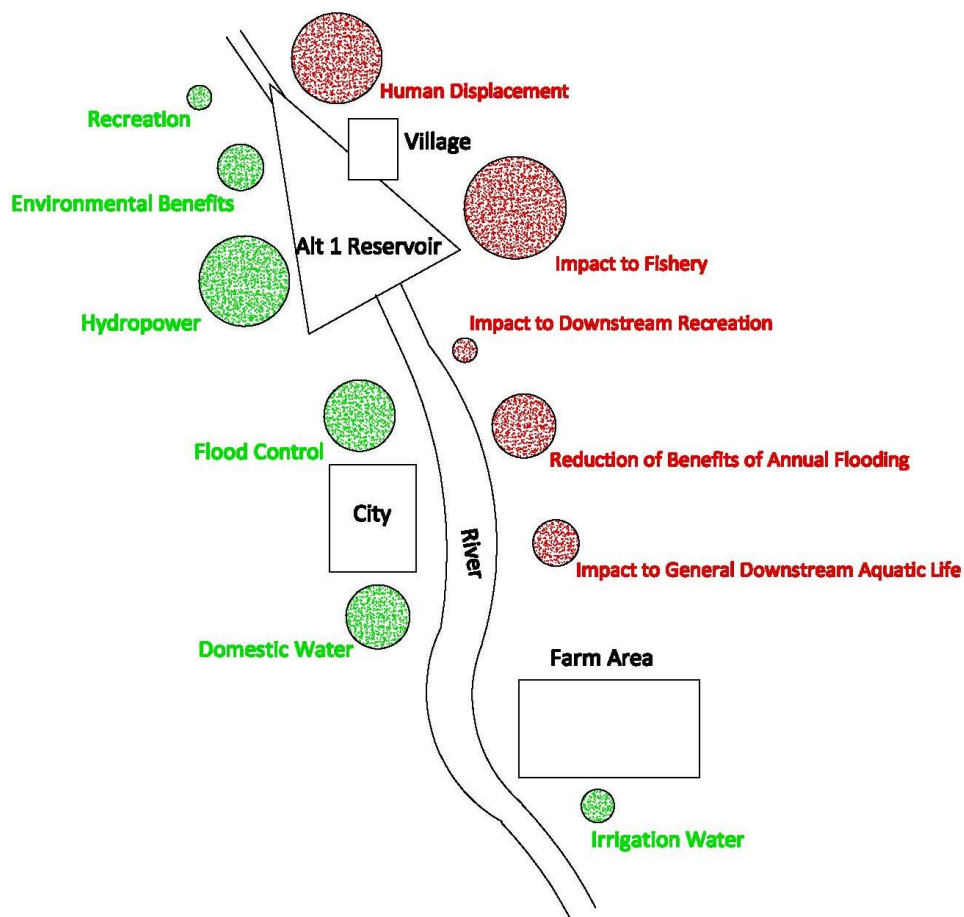 Human Displacement
Recreation
Village
Environmental Benefits
Alt 1 Reservoir
Impact to Fishery
Hydropower
Impact to Downstream Recreation
Flood Control
Reduction of Benefits of Annual Flooding
City
River
Impact to General Downstream Aquatic Life
Domestic Water
Farm Area
Irrigation Water